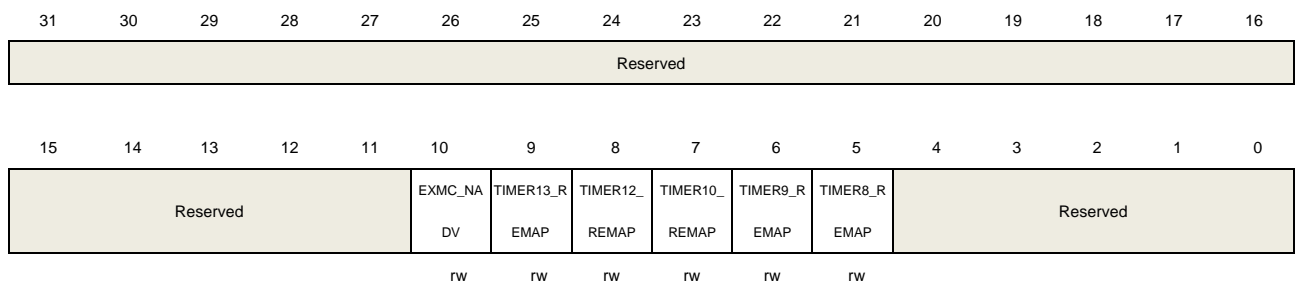 31 30 29 28 27 26 25 24 23 22 21 20 19 18 17 16
Reserved
15 14 13 12 11 10 9 8 7 6 5 4 3 2 1 0
Reserved EXMC_NA TIMER13_R TIMER12_ TIMER10_ TIMER9_R TIMER8_R Reserved
DV EMAP REMAP REMAP EMAP EMAP
rw rw rw rw rw rw